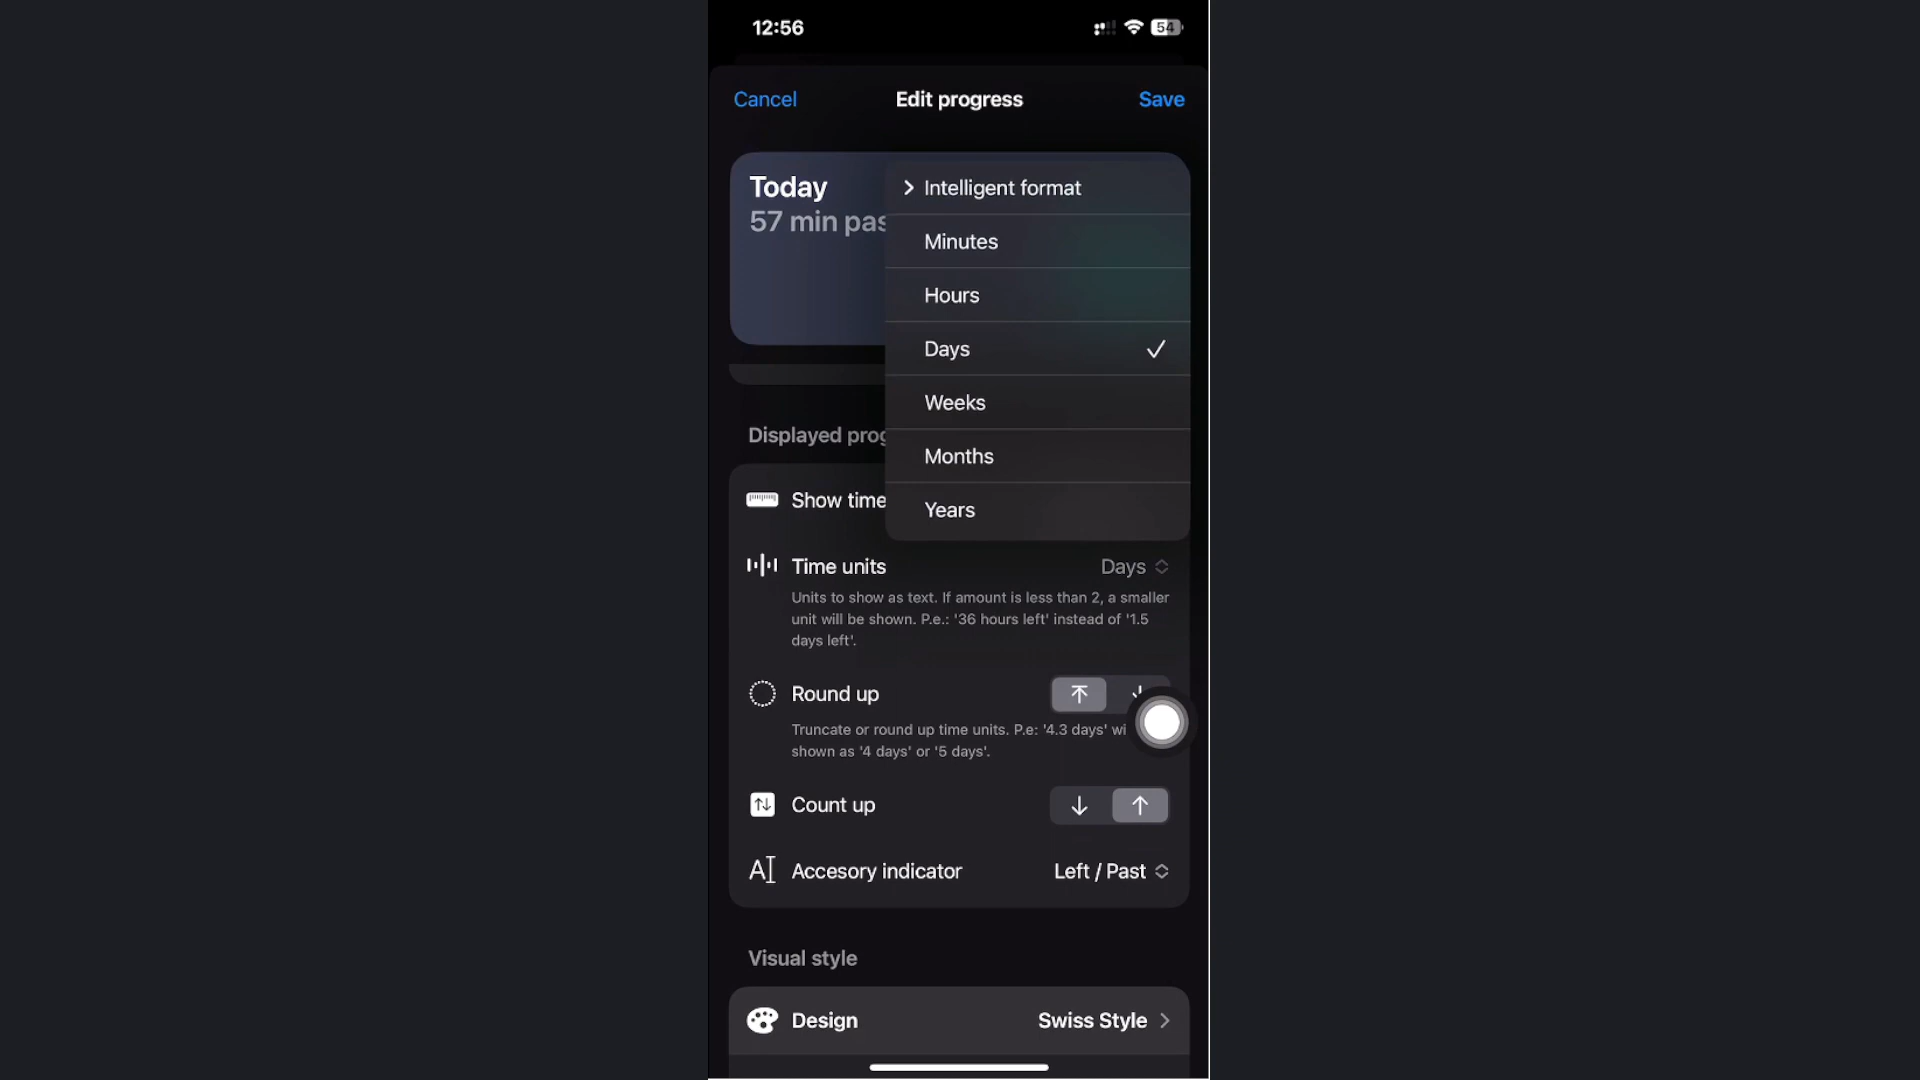 12:56
54
Cancel
Edit progress
Save
Today
57 min pas
Intelligent format
Minutes
Hours
Days
Weeks
Months
Years
Displayed prog
Show time
Time units
Days
Units to show as text. If amount is less than 2, a smaller
unit will be shown. P.e.: '36 hours left' instead of '1.5
days left'.
Round up
Truncate or round up time units. P.e: '4.3 days' wi
shown as '4 days' or '5 days'.
Count up
Accesory indicator
Left / Past
Visual style
Design
Swiss Style